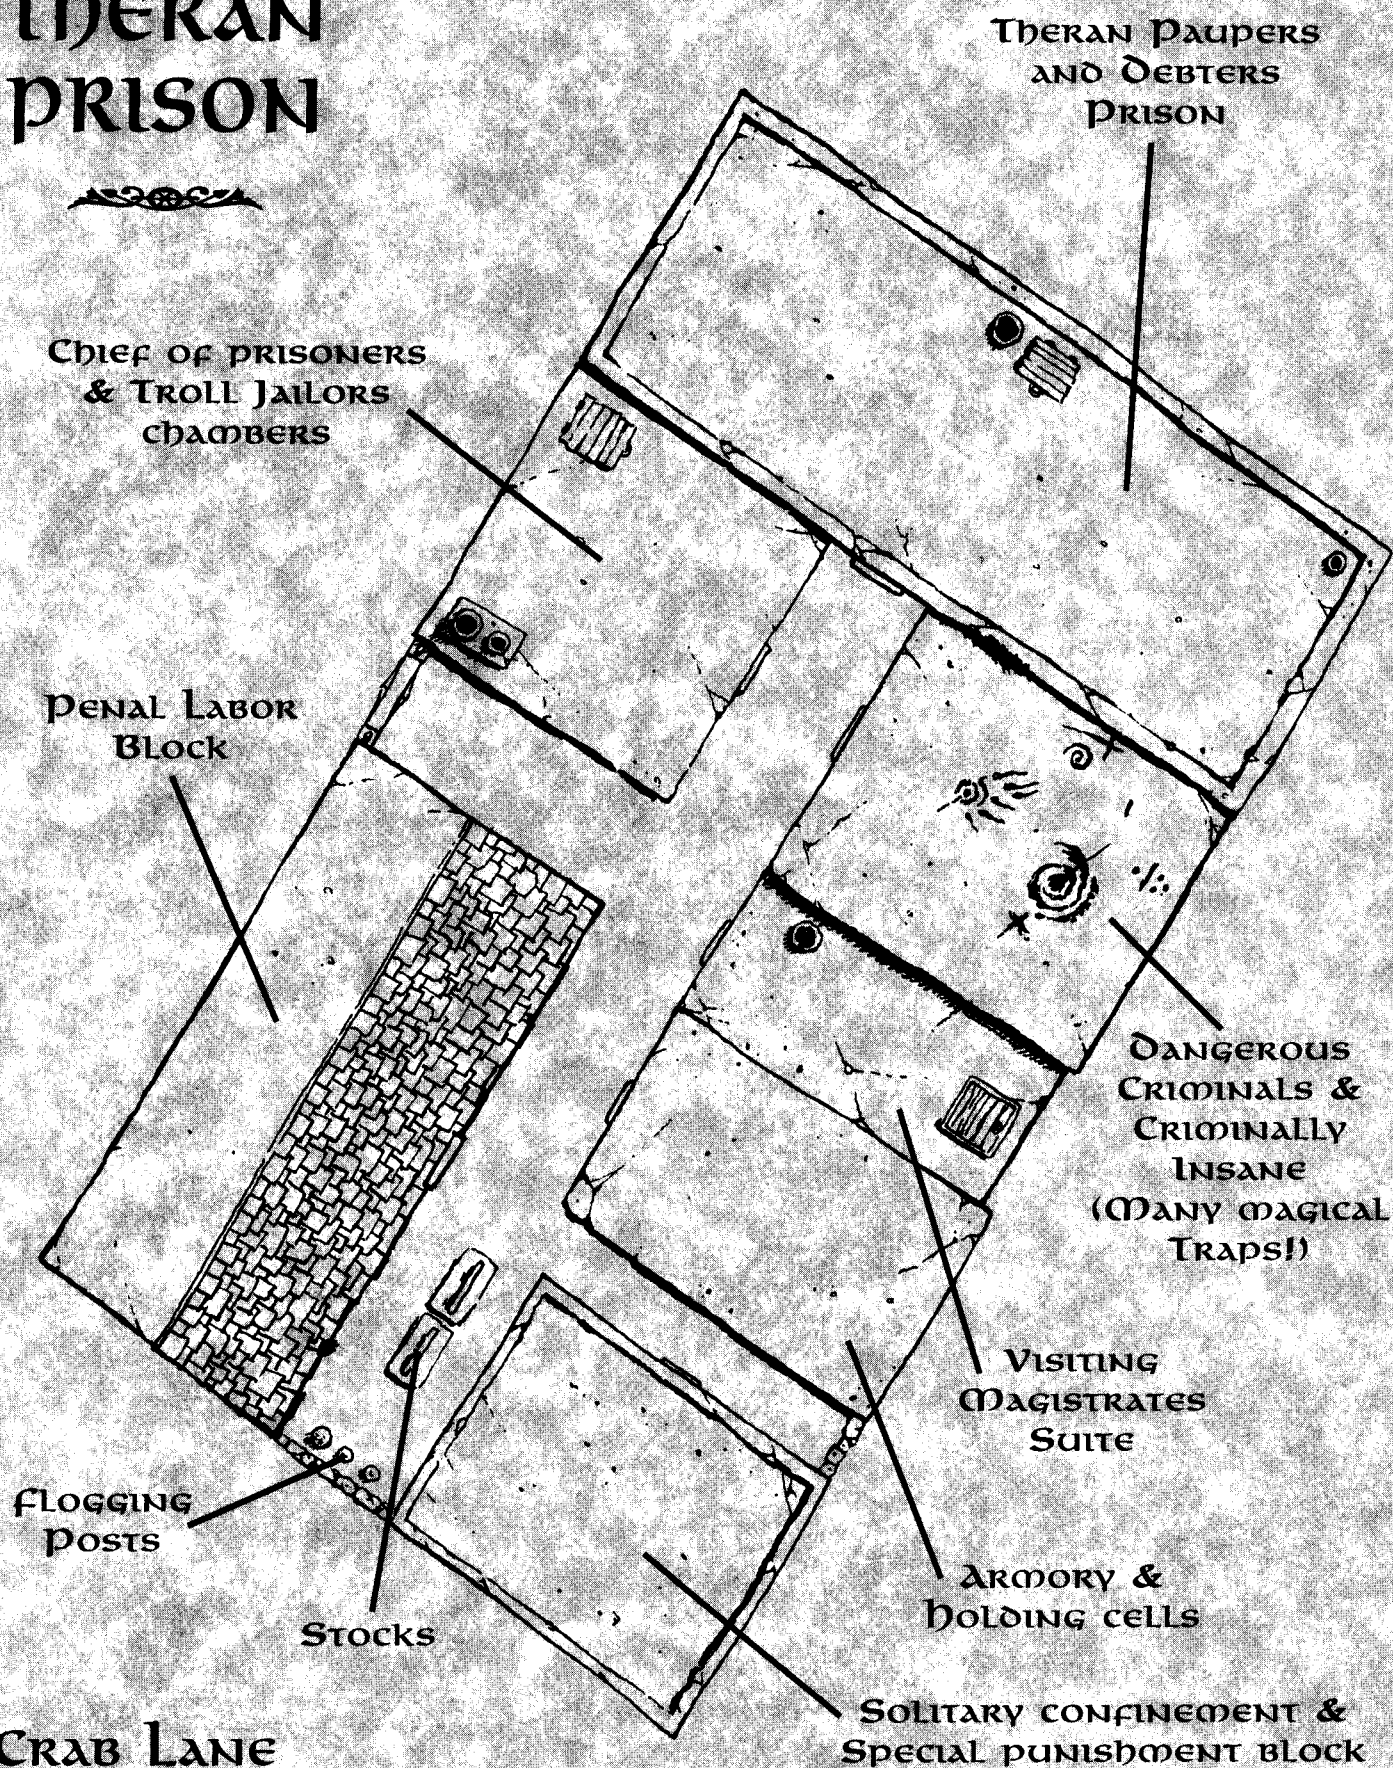 THERAN
PRISON
Theran Paupers
and Debters
Prison
Chief of prisoners
& Troll Jailors
chambers
Penal Labor
Block
Dangerous
Criminals &
Criminally
Insane
(Many magical
Traps!)
Visiting
Magistrates
Suite
Flogging
Posts
Armory &
Holding cells
Stocks
Solitary confinement &
Special punishment block
Crab Lane